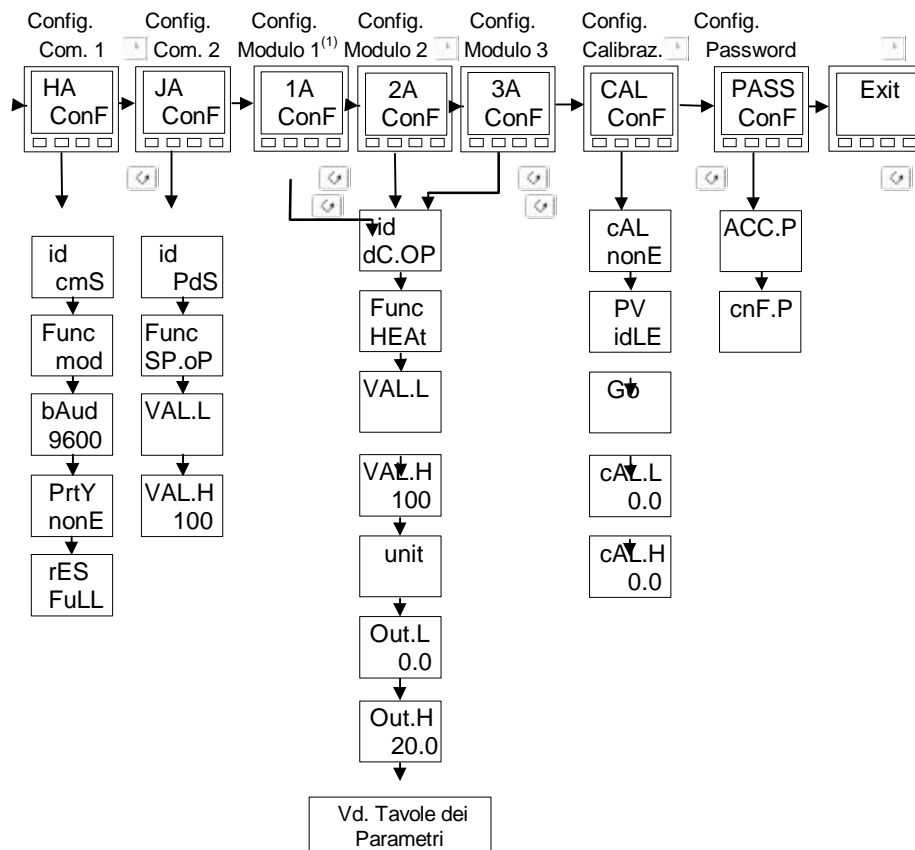 Config. Com. 1
Config. Com. 2
Config. Modulo 1(1)
Config. Modulo 2
Config. Modulo 3
Config. Calibraz.
Config. Password
HA ConF
JA ConF
1A ConF
2A ConF
3A ConF
CAL ConF
PASS ConF
Exit
id cmS
Func mod
bAud 9600
PrtY nonE
rES FuLL
id PdS
Func SP.oP
VAL.L
VAL.H 100
id dC.OP
Func HEAt
VAL.L
VAL.H 100
unit
Out.L 0.0
Out.H 20.0
Vd. Tavole dei Parametri
cAL nonE
PV idLE
Go
cAL.L 0.0
cAL.H 0.0
ACC.P
cnF.P